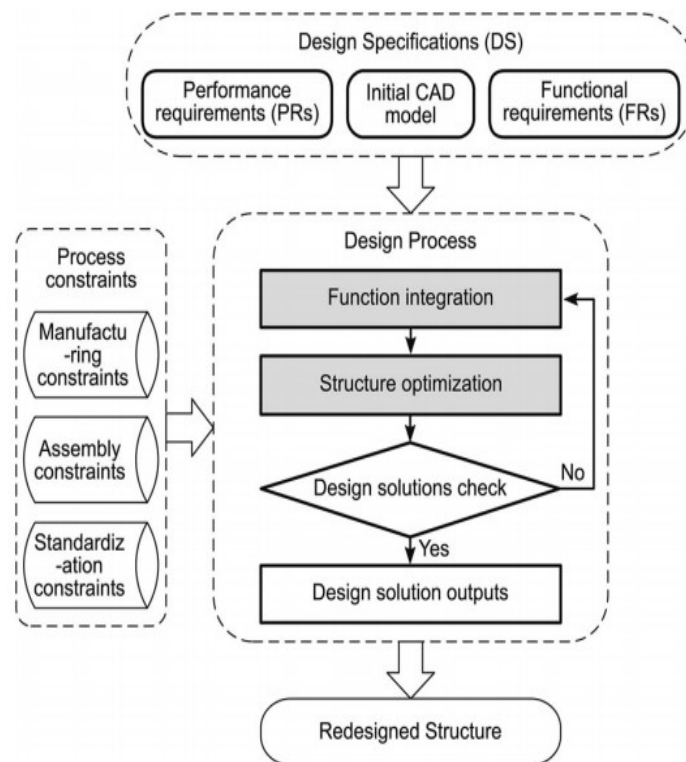 Design Specifications (DS)
Performance
requirements (PRs)
Initial CAD
model
Functional
requirements (FRs)
Process
constraints
Manufactu
-ring
constraints
Assembly
constraints
Standardiz
-ation
constraints
Design Process
Function integration
Structure optimization
Design solutions check
No
Yes
Design solution outputs
Redesigned Structure